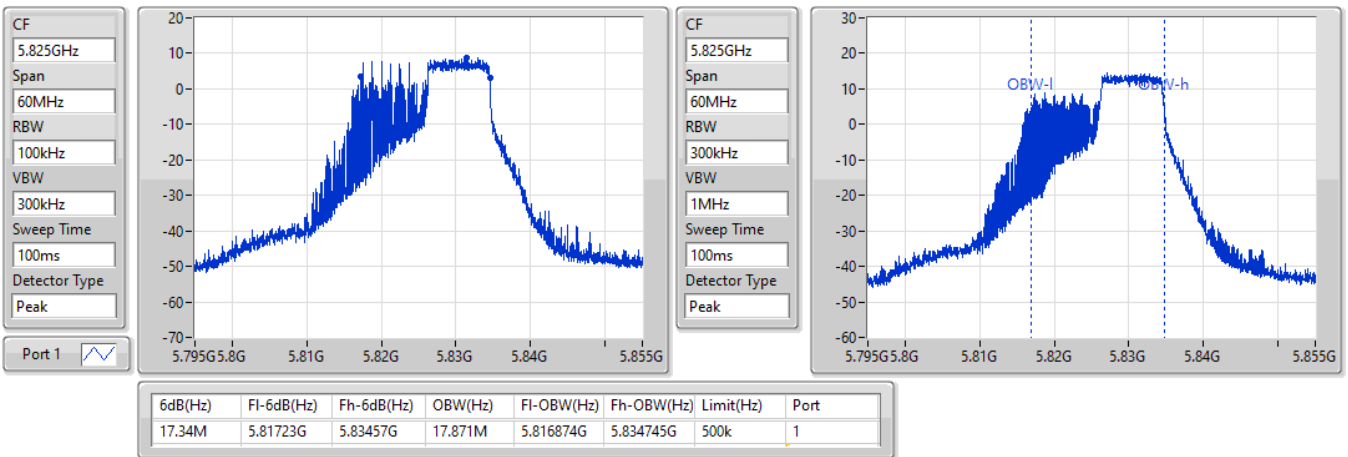 CF
5.825GHz
Span
60MHz
RBW
100kHz
VBW
300kHz
Sweep Time
100ms
Detector Type
Peak
Port 1
20
10
0
-10
-20
-30
-40
-50
-60
-70
5.795G 5.8G 5.81G 5.82G 5.83G 5.84G 5.855G
CF
5.825GHz
Span
60MHz
RBW
300kHz
VBW
1MHz
Sweep Time
100ms
Detector Type
Peak
30
20
10
0
-10
-20
-30
-40
-50
-60
OBW-l OBW-h
5.795G 5.8G 5.81G 5.82G 5.83G 5.84G 5.855G
6dB(Hz) Fl-6dB(Hz) Fh-6dB(Hz) OBW(Hz) Fl-OBW(Hz) Fh-OBW(Hz) Limit(Hz) Port
17.34M 5.81723G 5.83457G 17.871M 5.816874G 5.834745G 500k 1